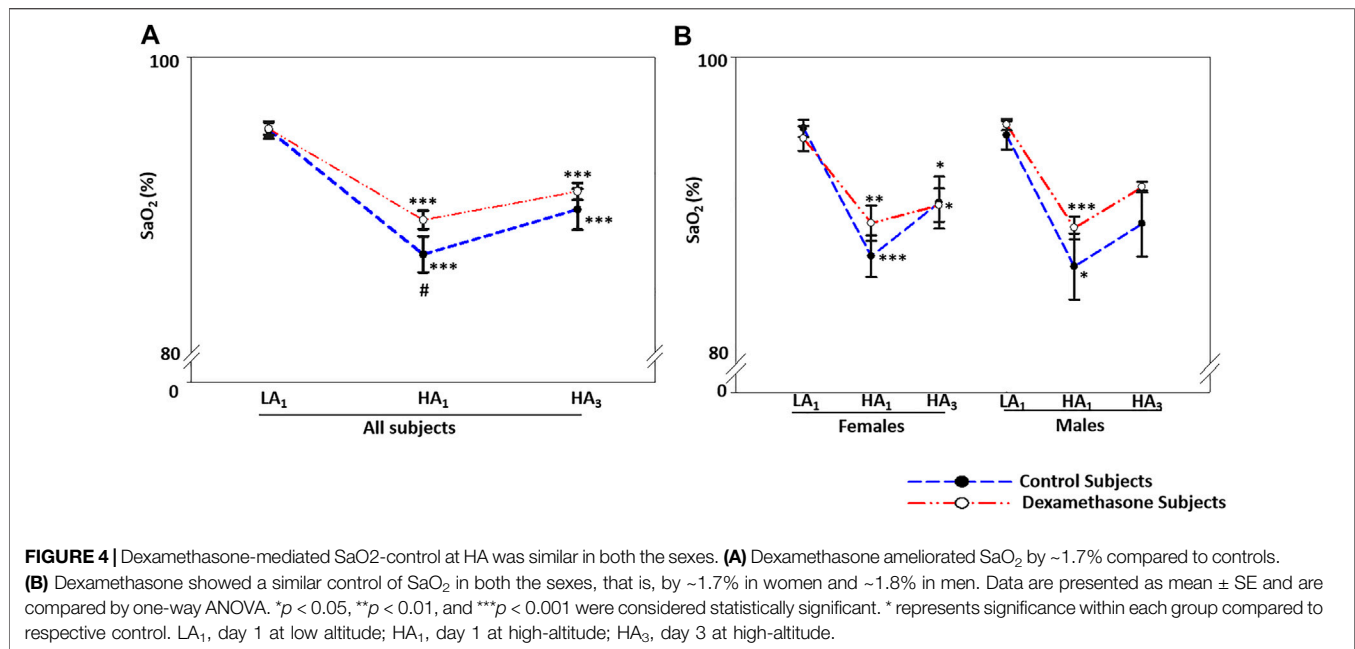 A
B
100
100
SaO₂ (%)
SaO₂ (%)
***
***
***
***
#
**
***
*
*
***
*
80
80
0
0
LA₁ HA₁ HA₃
LA₁ HA₁ HA₃ LA₁ HA₁ HA₃
All subjects
Females Males
Control Subjects
Dexamethasone Subjects
FIGURE 4 | Dexamethasone-mediated SaO2-control at HA was similar in both the sexes. (A) Dexamethasone ameliorated SaO₂ by ~1.7% compared to controls.
(B) Dexamethasone showed a similar control of SaO₂ in both the sexes, that is, by ~1.7% in women and ~1.8% in men. Data are presented as mean ± SE and are
compared by one-way ANOVA. *p < 0.05, **p < 0.01, and ***p < 0.001 were considered statistically significant. * represents significance within each group compared to
respective control. LA₁, day 1 at low altitude; HA₁, day 1 at high-altitude; HA₃, day 3 at high-altitude.